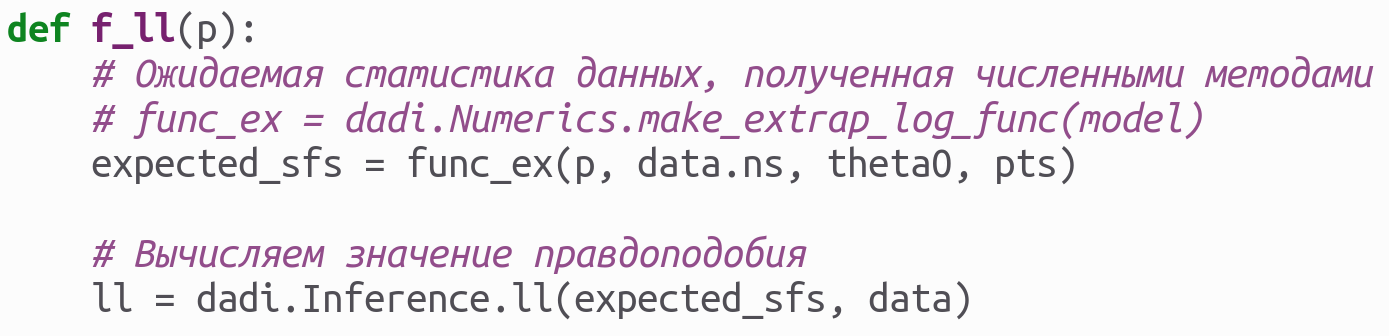 def f_ll(p):
    # Ожидаемая статистика данных, полученная численными методами
    # func_ex = dadi.Numerics.make_extrap_log_func(model)
    expected_sfs = func_ex(p, data.ns, theta0, pts)
    # Вычисляем значение правдоподобия
    ll = dadi.Inference.ll(expected_sfs, data)